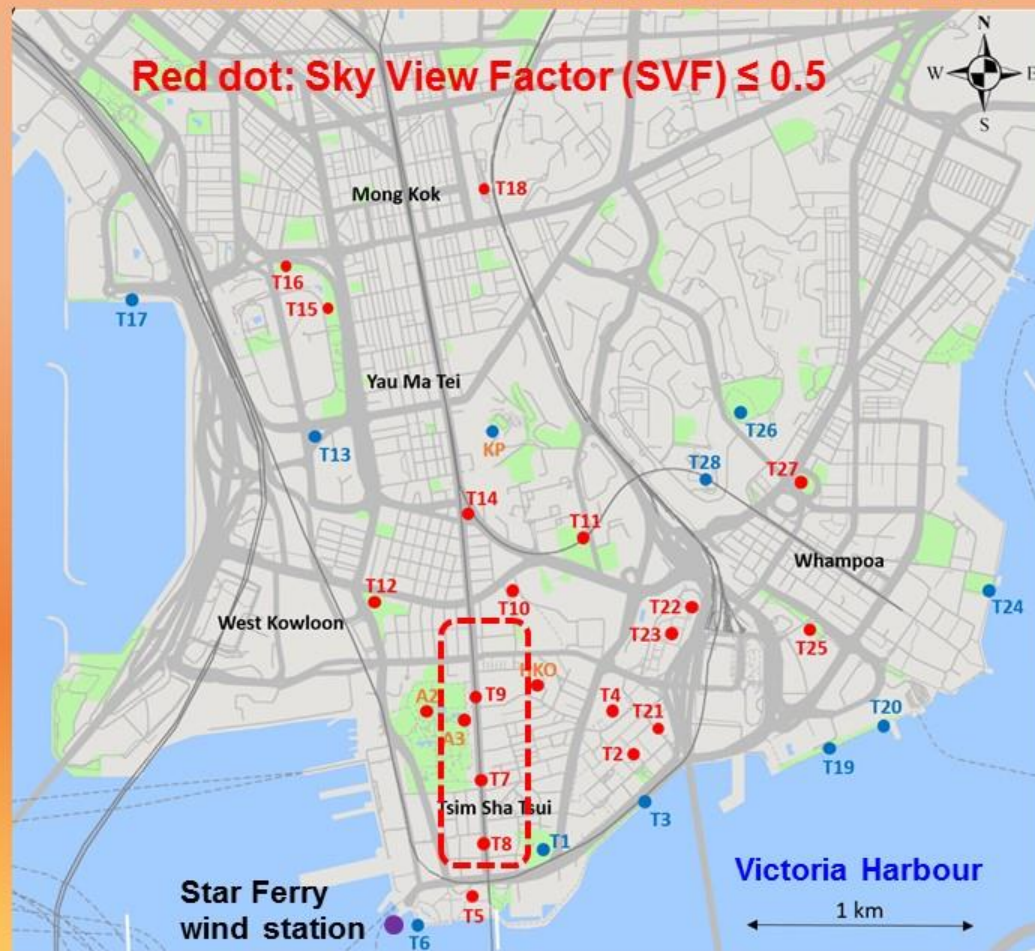 Red dot: Sky View Factor (SVF) ≤ 0.5
N
W
E
S
Mong Kok
T18
T16
T15
T17
Yau Ma Tei
T26
T13
KP
T28
T27
T14
T11
Whampoa
T12
T10
T22
T24
West Kowloon
T23
T25
HKO
A2
T9
T4
T21
A3
T20
T2
T19
T7
Tsim Sha Tsui
T3
T8
T1
Victoria Harbour
Star Ferry
wind station
T5
1 km
T6